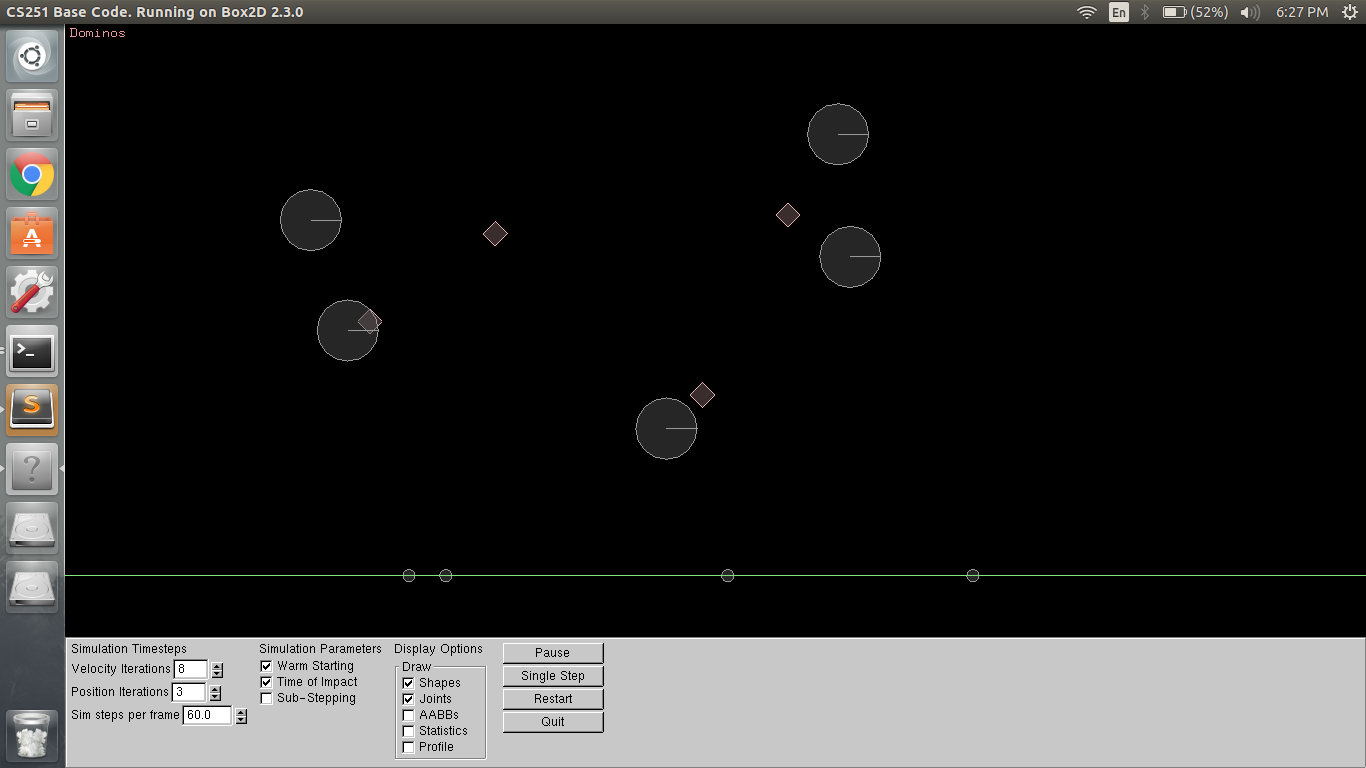 CS251 Base Code. Running on Box2D 2.3.0
En
(52%)
6:27 PM
Dominos
Simulation Timesteps
Velocity Iterations 8
Position Iterations 3
Sim steps per frame 60.0
Simulation Parameters
Warm Starting
Time of Impact
Sub-Stepping
Display Options
Draw
Shapes
Joints
AABBs
Statistics
Profile
Pause
Single Step
Restart
Quit